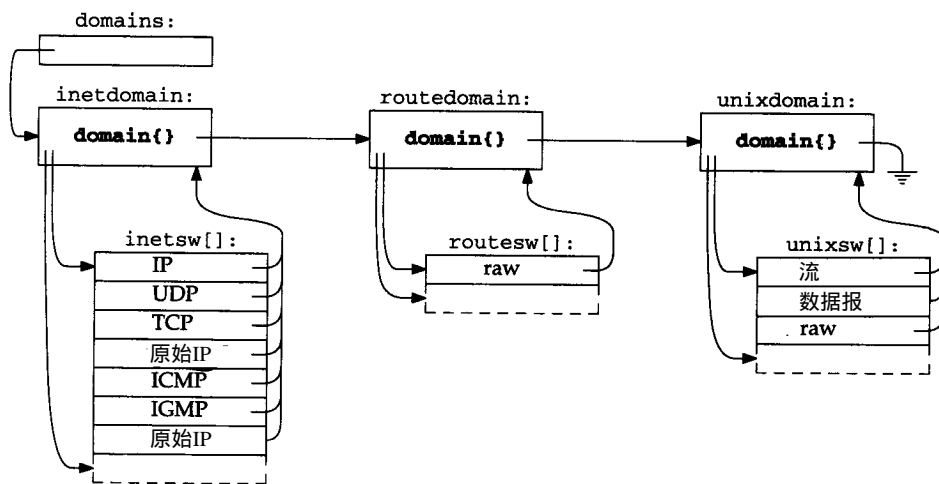 domains:
inetdomain:
domain{}
routedomain:
domain{}
unixdomain:
domain{}
inetsw[]:
IP
UDP
TCP
原始IP
ICMP
IGMP
原始IP
routesw[]:
raw
unixsw[]:
流
数据报
raw